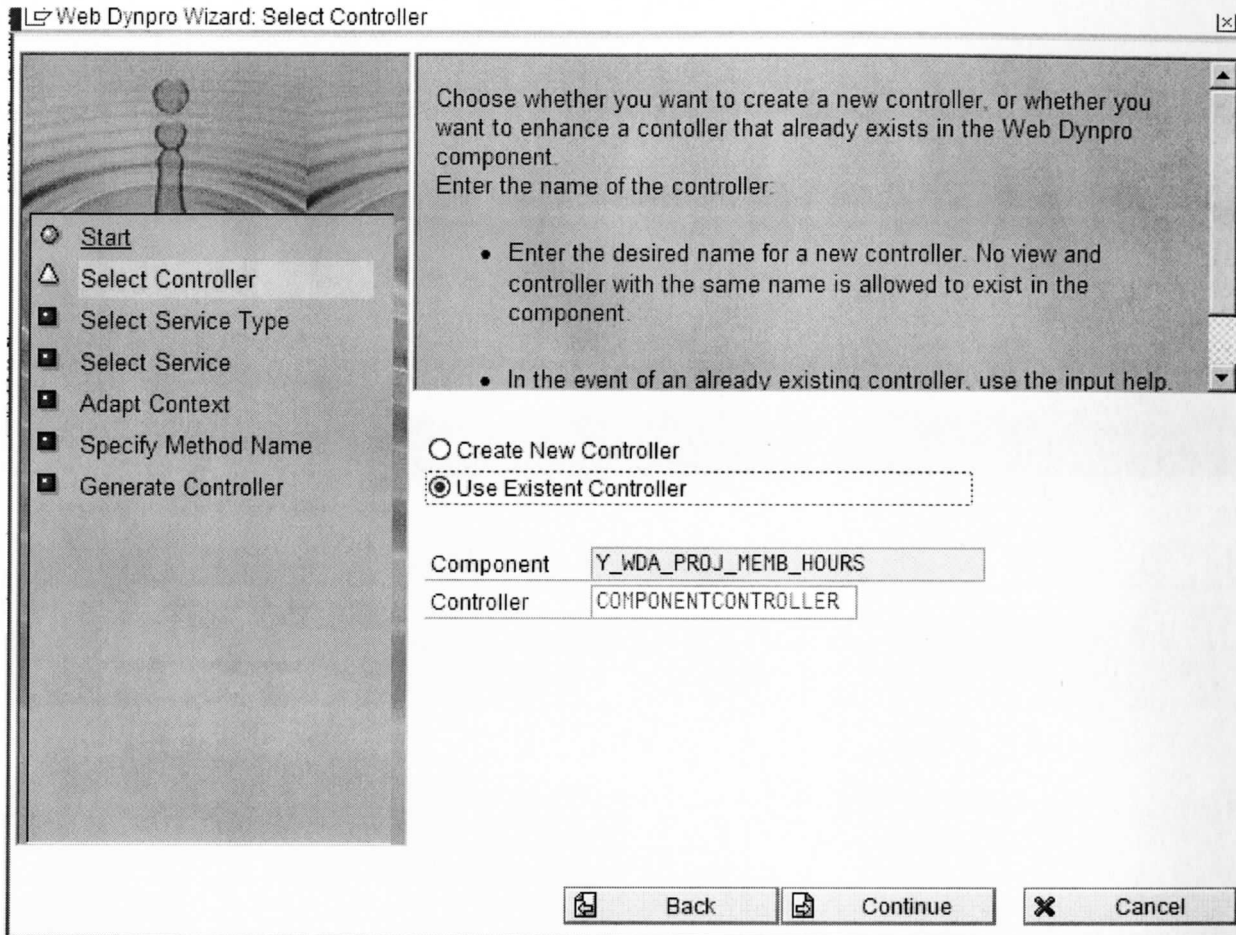 Web Dynpro Wizard: Select Controller
Choose whether you want to create a new controller, or whether you
want to enhance a contoller that already exists in the Web Dynpro
component.
Enter the name of the controller:
• Enter the desired name for a new controller. No view and
controller with the same name is allowed to exist in the
component.
• In the event of an already existing controller, use the input help.
Start
Select Controller
Select Service Type
Select Service
Adapt Context
Specify Method Name
Generate Controller
Create New Controller
Use Existent Controller
Component Y_WDA_PROJ_MEMB_HOURS
Controller COMPONENTCONTROLLER
Back Continue Cancel